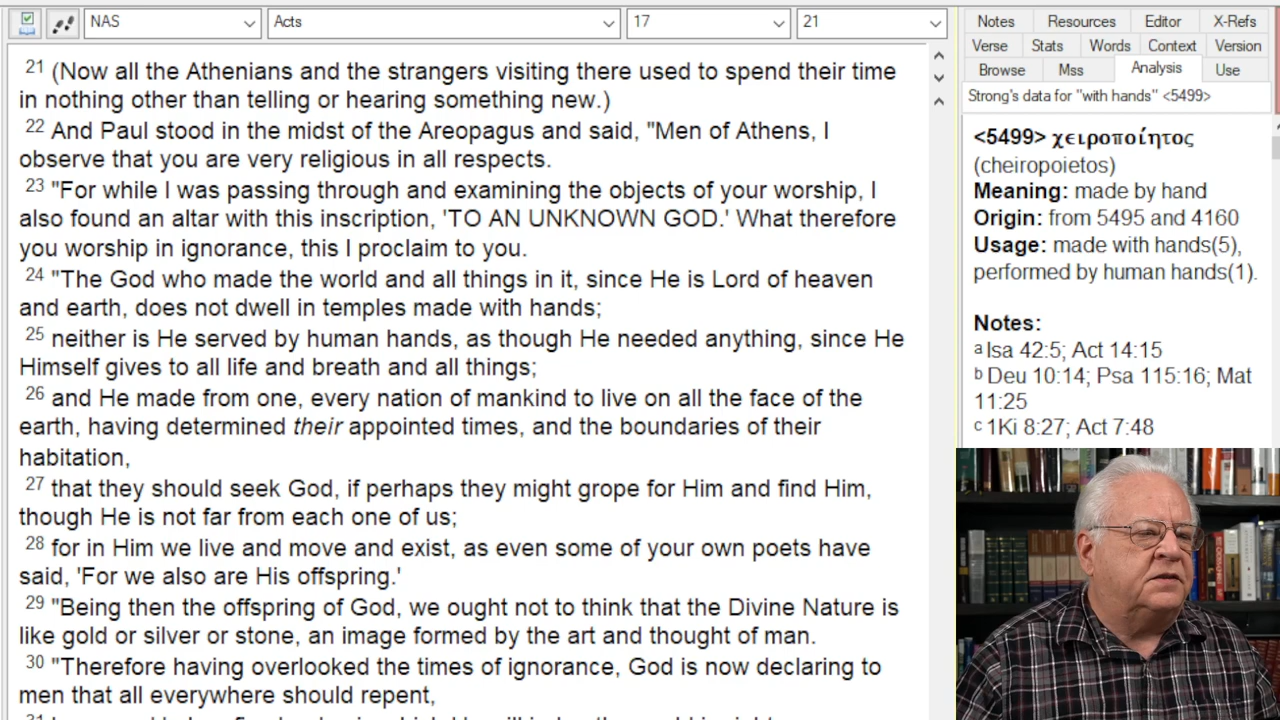 NAS Acts 17 21
21 (Now all the Athenians and the strangers visiting there used to spend their time
in nothing other than telling or hearing something new.)
22 And Paul stood in the midst of the Areopagus and said, "Men of Athens, I
observe that you are very religious in all respects.
23 "For while I was passing through and examining the objects of your worship, I
also found an altar with this inscription, 'TO AN UNKNOWN GOD.' What therefore
you worship in ignorance, this I proclaim to you.
24 "The God who made the world and all things in it, since He is Lord of heaven
and earth, does not dwell in temples made with hands;
25 neither is He served by human hands, as though He needed anything, since He
Himself gives to all life and breath and all things;
26 and He made from one, every nation of mankind to live on all the face of the
earth, having determined their appointed times, and the boundaries of their
habitation,
27 that they should seek God, if perhaps they might grope for Him and find Him,
though He is not far from each one of us;
28 for in Him we live and move and exist, as even some of your own poets have
said, 'For we also are His offspring.'
29 "Being then the offspring of God, we ought not to think that the Divine Nature is
like gold or silver or stone, an image formed by the art and thought of man.
30 "Therefore having overlooked the times of ignorance, God is now declaring to
men that all everywhere should repent,
Notes Resources Editor X-Refs
Verse Stats Words Context Version
Browse Mss Analysis Use
Strong's data for "with hands" <5499>
<5499> χειροποίητος
(cheiropoietos)
Meaning: made by hand
Origin: from 5495 and 4160
Usage: made with hands(5),
performed by human hands(1).
Notes:
a Isa 42:5; Act 14:15
b Deu 10:14; Psa 115:16; Mat
11:25
c 1Ki 8:27; Act 7:48